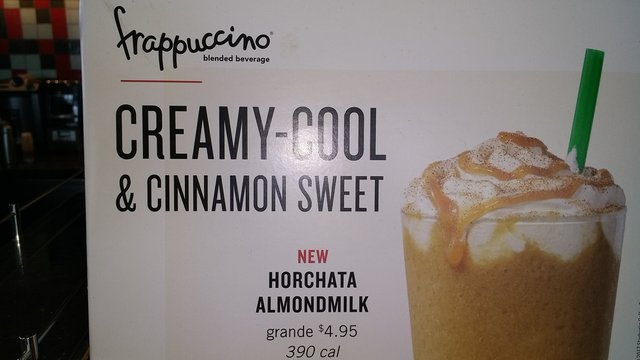 frappuccino®
blended beverage
CREAMY-COOL
& CINNAMON SWEET
NEW
HORCHATA
ALMONDMILK
grande $4.95
390 cal